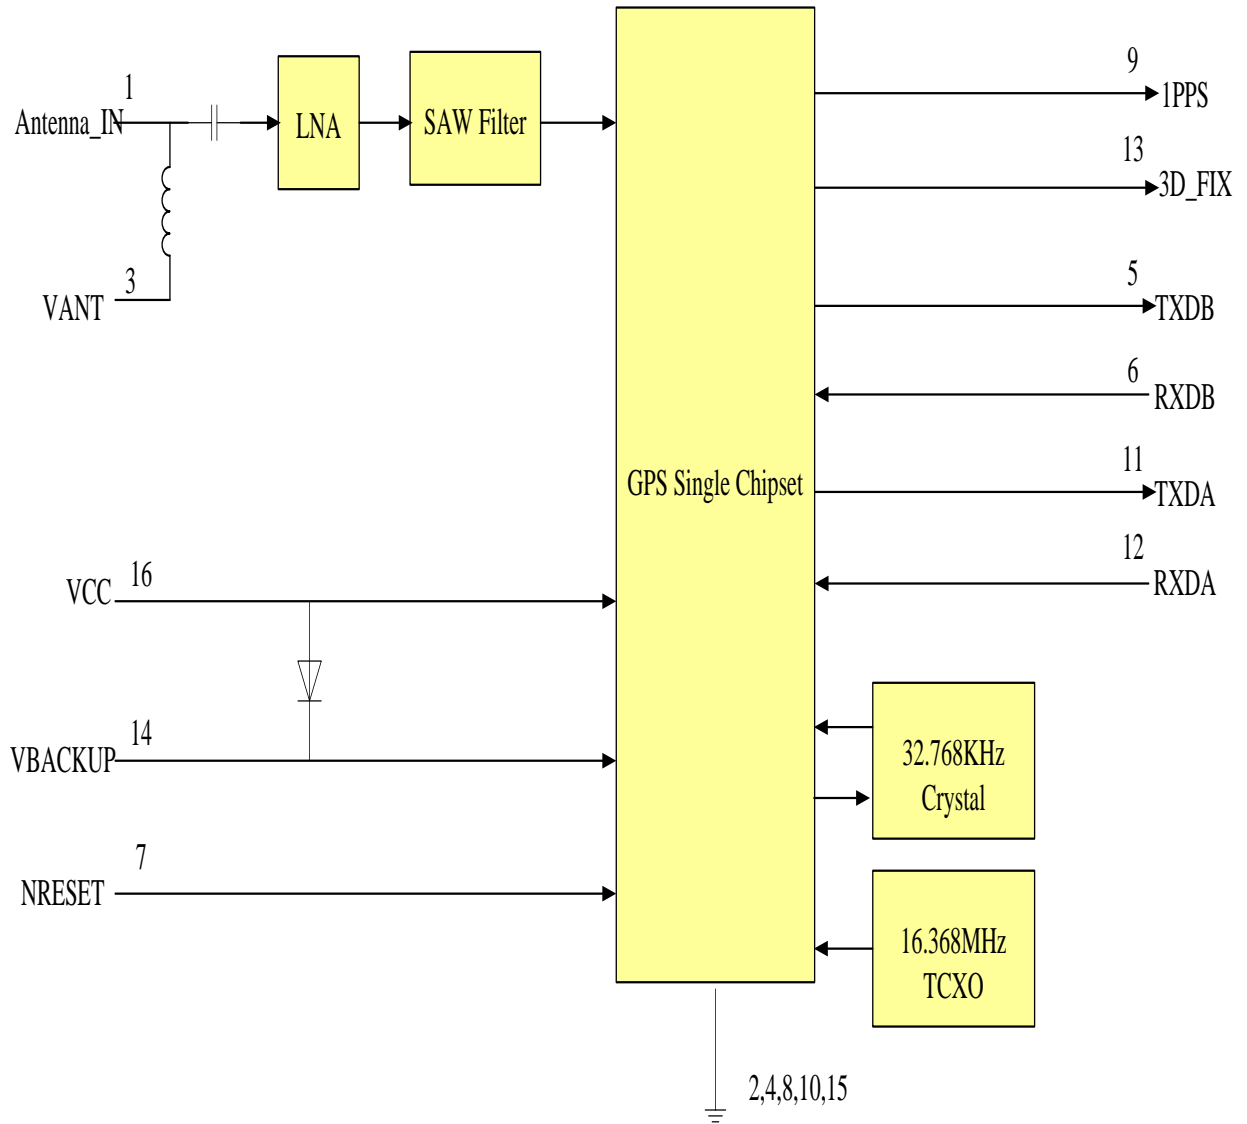 1
Antenna_IN
LNA
SAW Filter
3
VANT
16
VCC
14
VBACKUP
7
NRESET
GPS Single Chipset
9
1PPS
13
3D_FIX
5
TXDB
6
RXDB
11
TXDA
12
RXDA
32.768KHz
Crystal
16.368MHz
TCXO
2,4,8,10,15